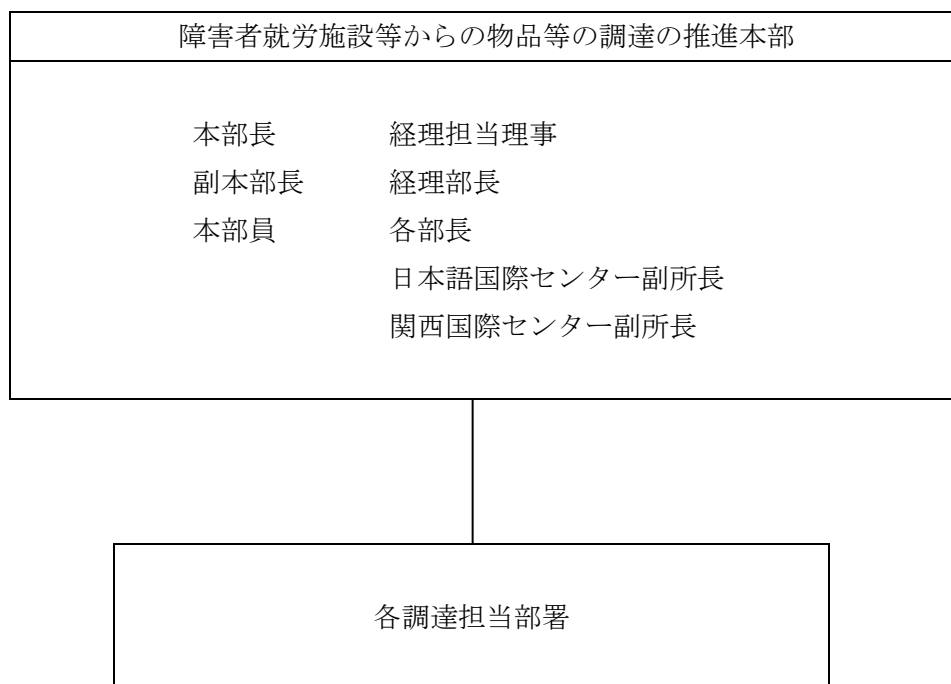 障害者就労施設等からの物品等の調達の推進本部
本部長 経理担当理事
副本部長 経理部長
本部員 各部長
日本語国際センター副所長
関西国際センター副所長
各調達担当部署